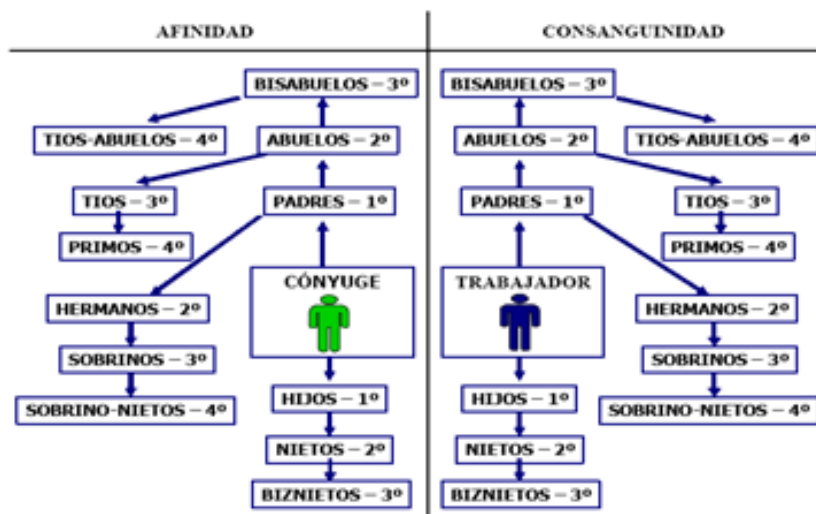 AFINIDAD
CONSANGUINIDAD
BISABUELOS – 3º
BISABUELOS – 3º
TIOS-ABUELOS – 4º
ABUELOS – 2º
ABUELOS – 2º
TIOS-ABUELOS – 4º
TIOS – 3º
PADRES – 1º
PADRES – 1º
TIOS – 3º
PRIMOS – 4º
PRIMOS – 4º
CÓNYUGE
TRABAJADOR
HERMANOS – 2º
HERMANOS – 2º
SOBRINOS – 3º
SOBRINOS – 3º
HIJOS – 1º
HIJOS – 1º
SOBRINO-NIETOS – 4º
SOBRINO-NIETOS – 4º
NIETOS – 2º
NIETOS – 2º
BIZNIETOS – 3º
BIZNIETOS – 3º